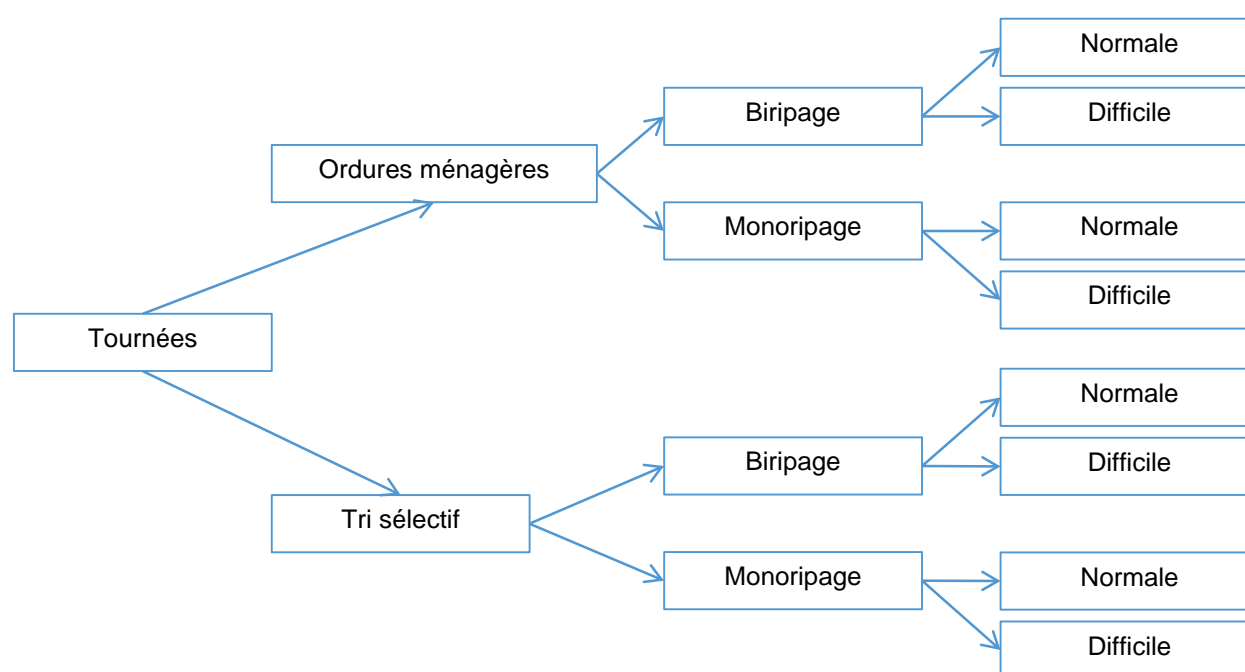 Normale
Biripage
Difficile
Ordures ménagères
Monoripage
Normale
Difficile
Tournées
Normale
Biripage
Difficile
Tri sélectif
Monoripage
Normale
Difficile